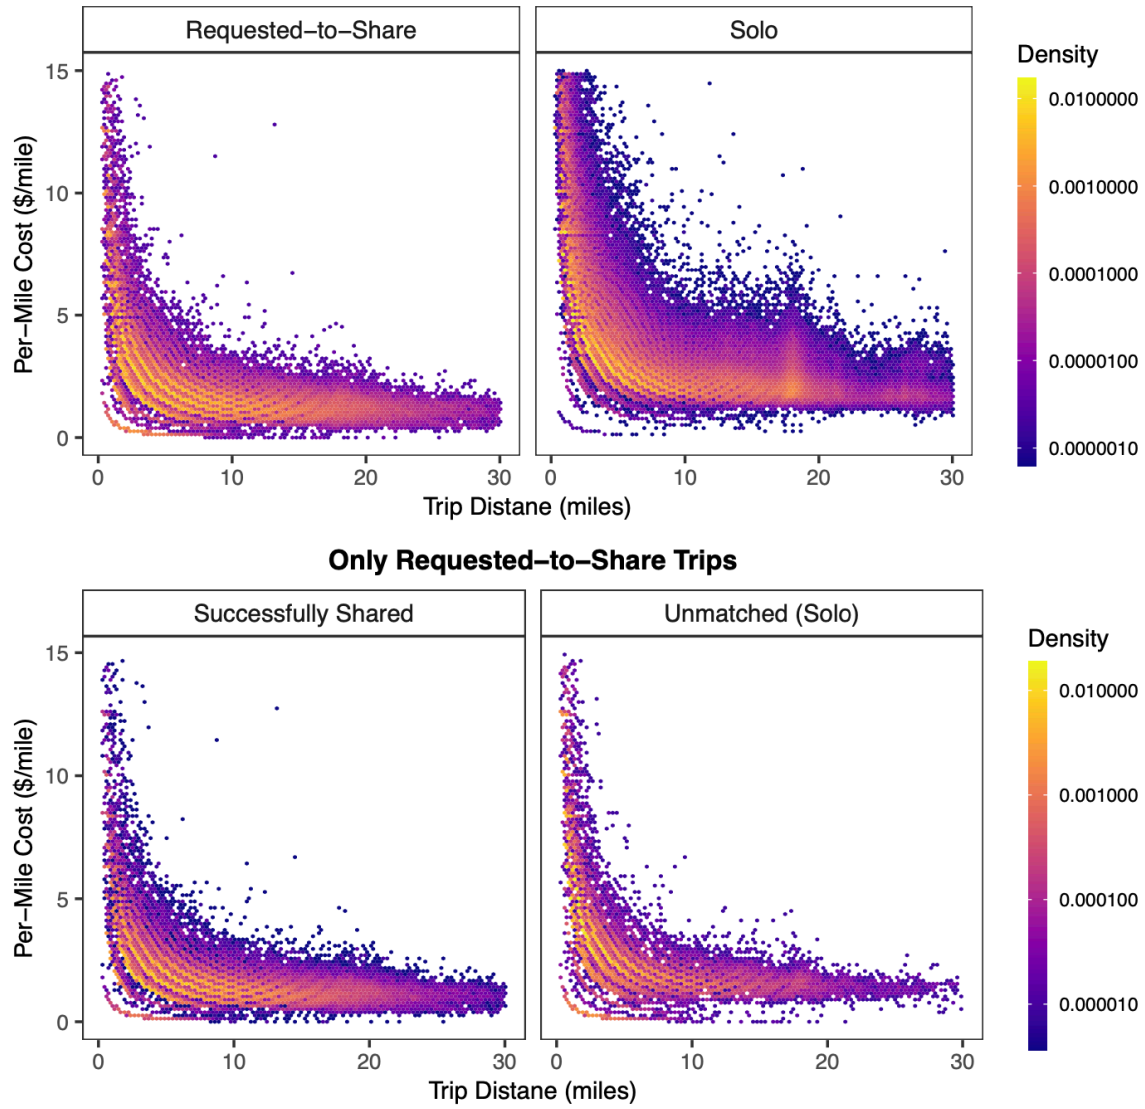 Requested–to–Share
Solo
Density
15
10
5
0
Per–Mile Cost ($/mile)
0.0100000
0.0010000
0.0001000
0.0000100
0.0000010
0 10 20 30
0 10 20 30
Trip Distane (miles)
Only Requested–to–Share Trips
Successfully Shared
Unmatched (Solo)
Density
15
10
5
0
Per–Mile Cost ($/mile)
0.010000
0.001000
0.000100
0.000010
0 10 20 30
0 10 20 30
Trip Distane (miles)